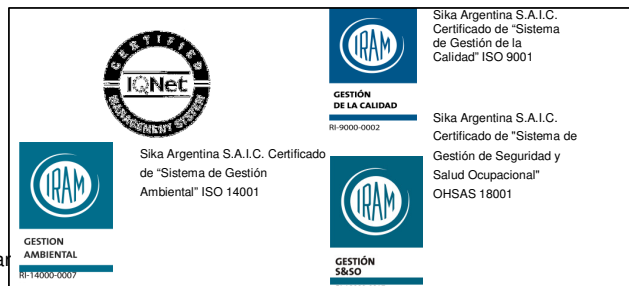 CERTIFIED
IQNet
MANAGEMENT SYSTEM
IRAM
GESTIÓN
DE LA CALIDAD
RI-9000-0002
Sika Argentina S.A.I.C.
Certificado de “Sistema
de Gestión de la
Calidad” ISO 9001
IRAM
GESTION
AMBIENTAL
RI-14000-0007
Sika Argentina S.A.I.C. Certificado
de “Sistema de Gestión
Ambiental” ISO 14001
IRAM
GESTIÓN
S&SO
Sika Argentina S.A.I.C.
Certificado de "Sistema de
Gestión de Seguridad y
Salud Ocupacional"
OHSAS 18001
ar